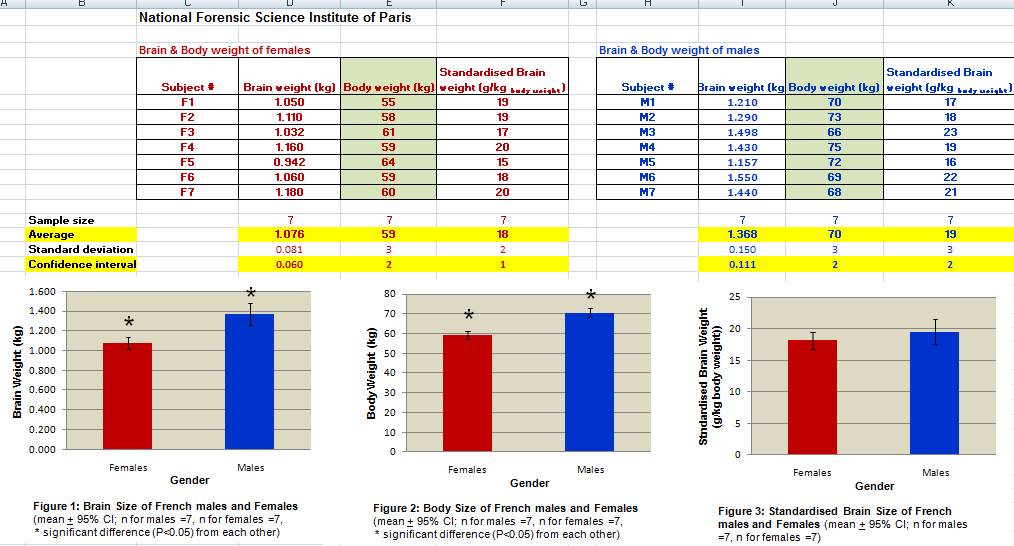 A B C D E F G H I J K
National Forensic Science Institute of Paris
Brain & Body weight of females Brain & Body weight of males
Standardised Brain Standardised Brain
Subject # Brain weight (kg) Body weight (kg) weight (g/kg body weight) Subject # Brain weight (kg Body weight (kg) weight (g/kg body weight)
F1 1.050 55 19 M1 1.210 70 17
F2 1.110 58 19 M2 1.290 73 18
F3 1.032 61 17 M3 1.498 66 23
F4 1.160 59 20 M4 1.430 75 19
F5 0.942 64 15 M5 1.157 72 16
F6 1.060 59 18 M6 1.550 69 22
F7 1.180 60 20 M7 1.440 68 21
Sample size 7 7 7 7 7 7
Average 1.076 59 18 1.368 70 19
Standard deviation 0.081 3 2 0.150 3 3
Confidence interval 0.060 2 1 0.111 2 2
Brain Weight (kg)
1.600
1.400
1.200
1.000
0.800
0.600
0.400
0.200
0.000
* *
Females Males
Gender
Figure 1: Brain Size of French males and Females
(mean ± 95% CI; n for males =7, n for females =7,
* significant difference (P<0.05) from each other)
Body Weight (kg)
80
70
60
50
40
30
20
10
0
* *
Females Males
Gender
Figure 2: Body Size of French males and Females
(mean ± 95% CI; n for males =7, n for females =7,
* significant difference (P<0.05) from each other)
Stndardised Brain Weight
(g/kg body weight))
25
20
15
10
5
0
Females Males
Gender
Figure 3: Standardised Brain Size of French
males and Females (mean ± 95% CI; n for males
=7, n for females =7)